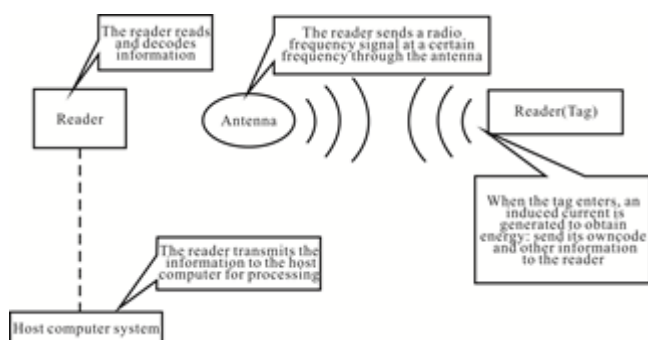 The reader reads
and decodes
information
The reader sends a radio
frequency signal at a certain
frequency through the antenna
Reader
Antenna
Reader(Tag)
When the tag enters, an
induced current is
generated to obtain
energy: send its owncode
and other information
to the reader
The reader transmits the
information to the host
computer for processing
Host computer system